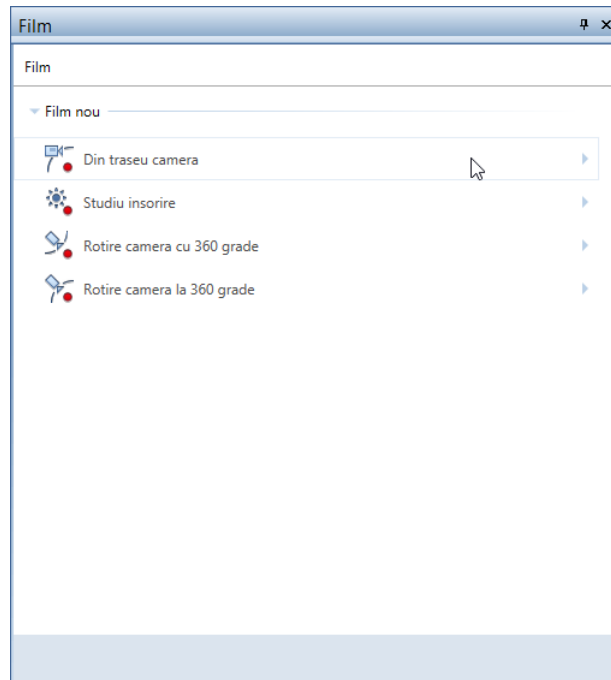 Film
Film
Film nou
Din traseu camera
Studiu insorire
Rotire camera cu 360 grade
Rotire camera la 360 grade